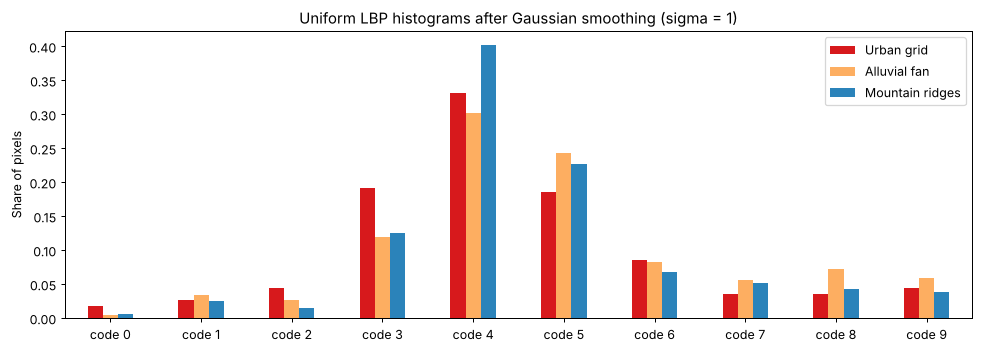 Uniform LBP histograms after Gaussian smoothing (sigma = 1)
Urban grid
Alluvial fan
Mountain ridges
Share of pixels
0.40
0.35
0.30
0.25
0.20
0.15
0.10
0.05
0.00
code 0
code 1
code 2
code 3
code 4
code 5
code 6
code 7
code 8
code 9